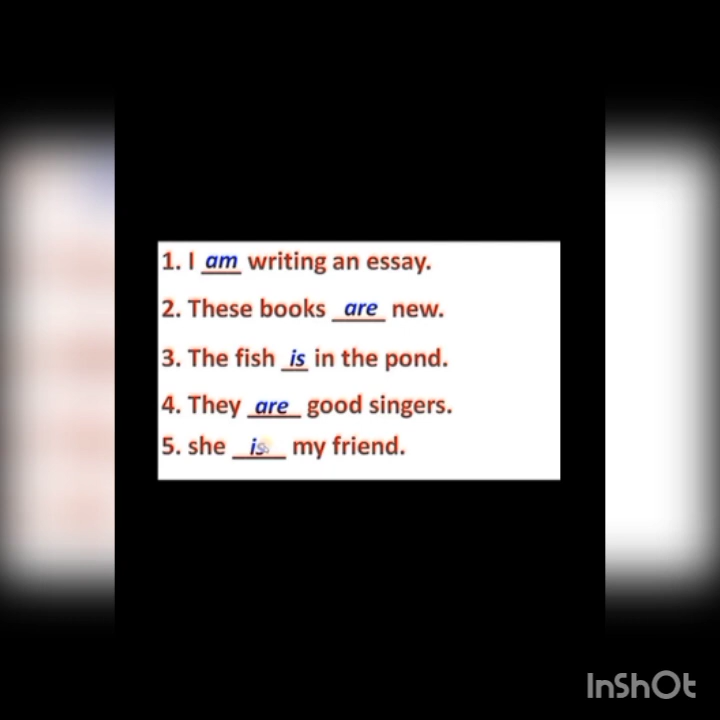 1. I am writing an essay.
2. These books are new.
3. The fish is in the pond.
4. They are good singers.
5. she is my friend.
InShOt